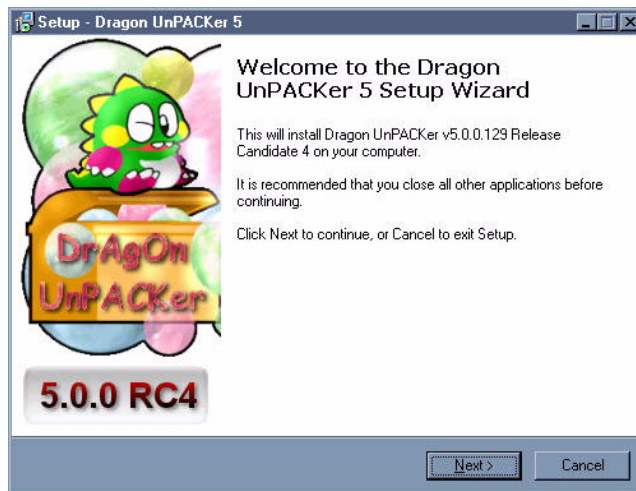 Setup - Dragon UnPACKer 5
Welcome to the Dragon
UnPACKer 5 Setup Wizard
This will install Dragon UnPACKer v5.0.0.129 Release
Candidate 4 on your computer.
It is recommended that you close all other applications before
continuing.
Click Next to continue, or Cancel to exit Setup.
DrAgOn
UnPACKer
5.0.0 RC4
Next >
Cancel